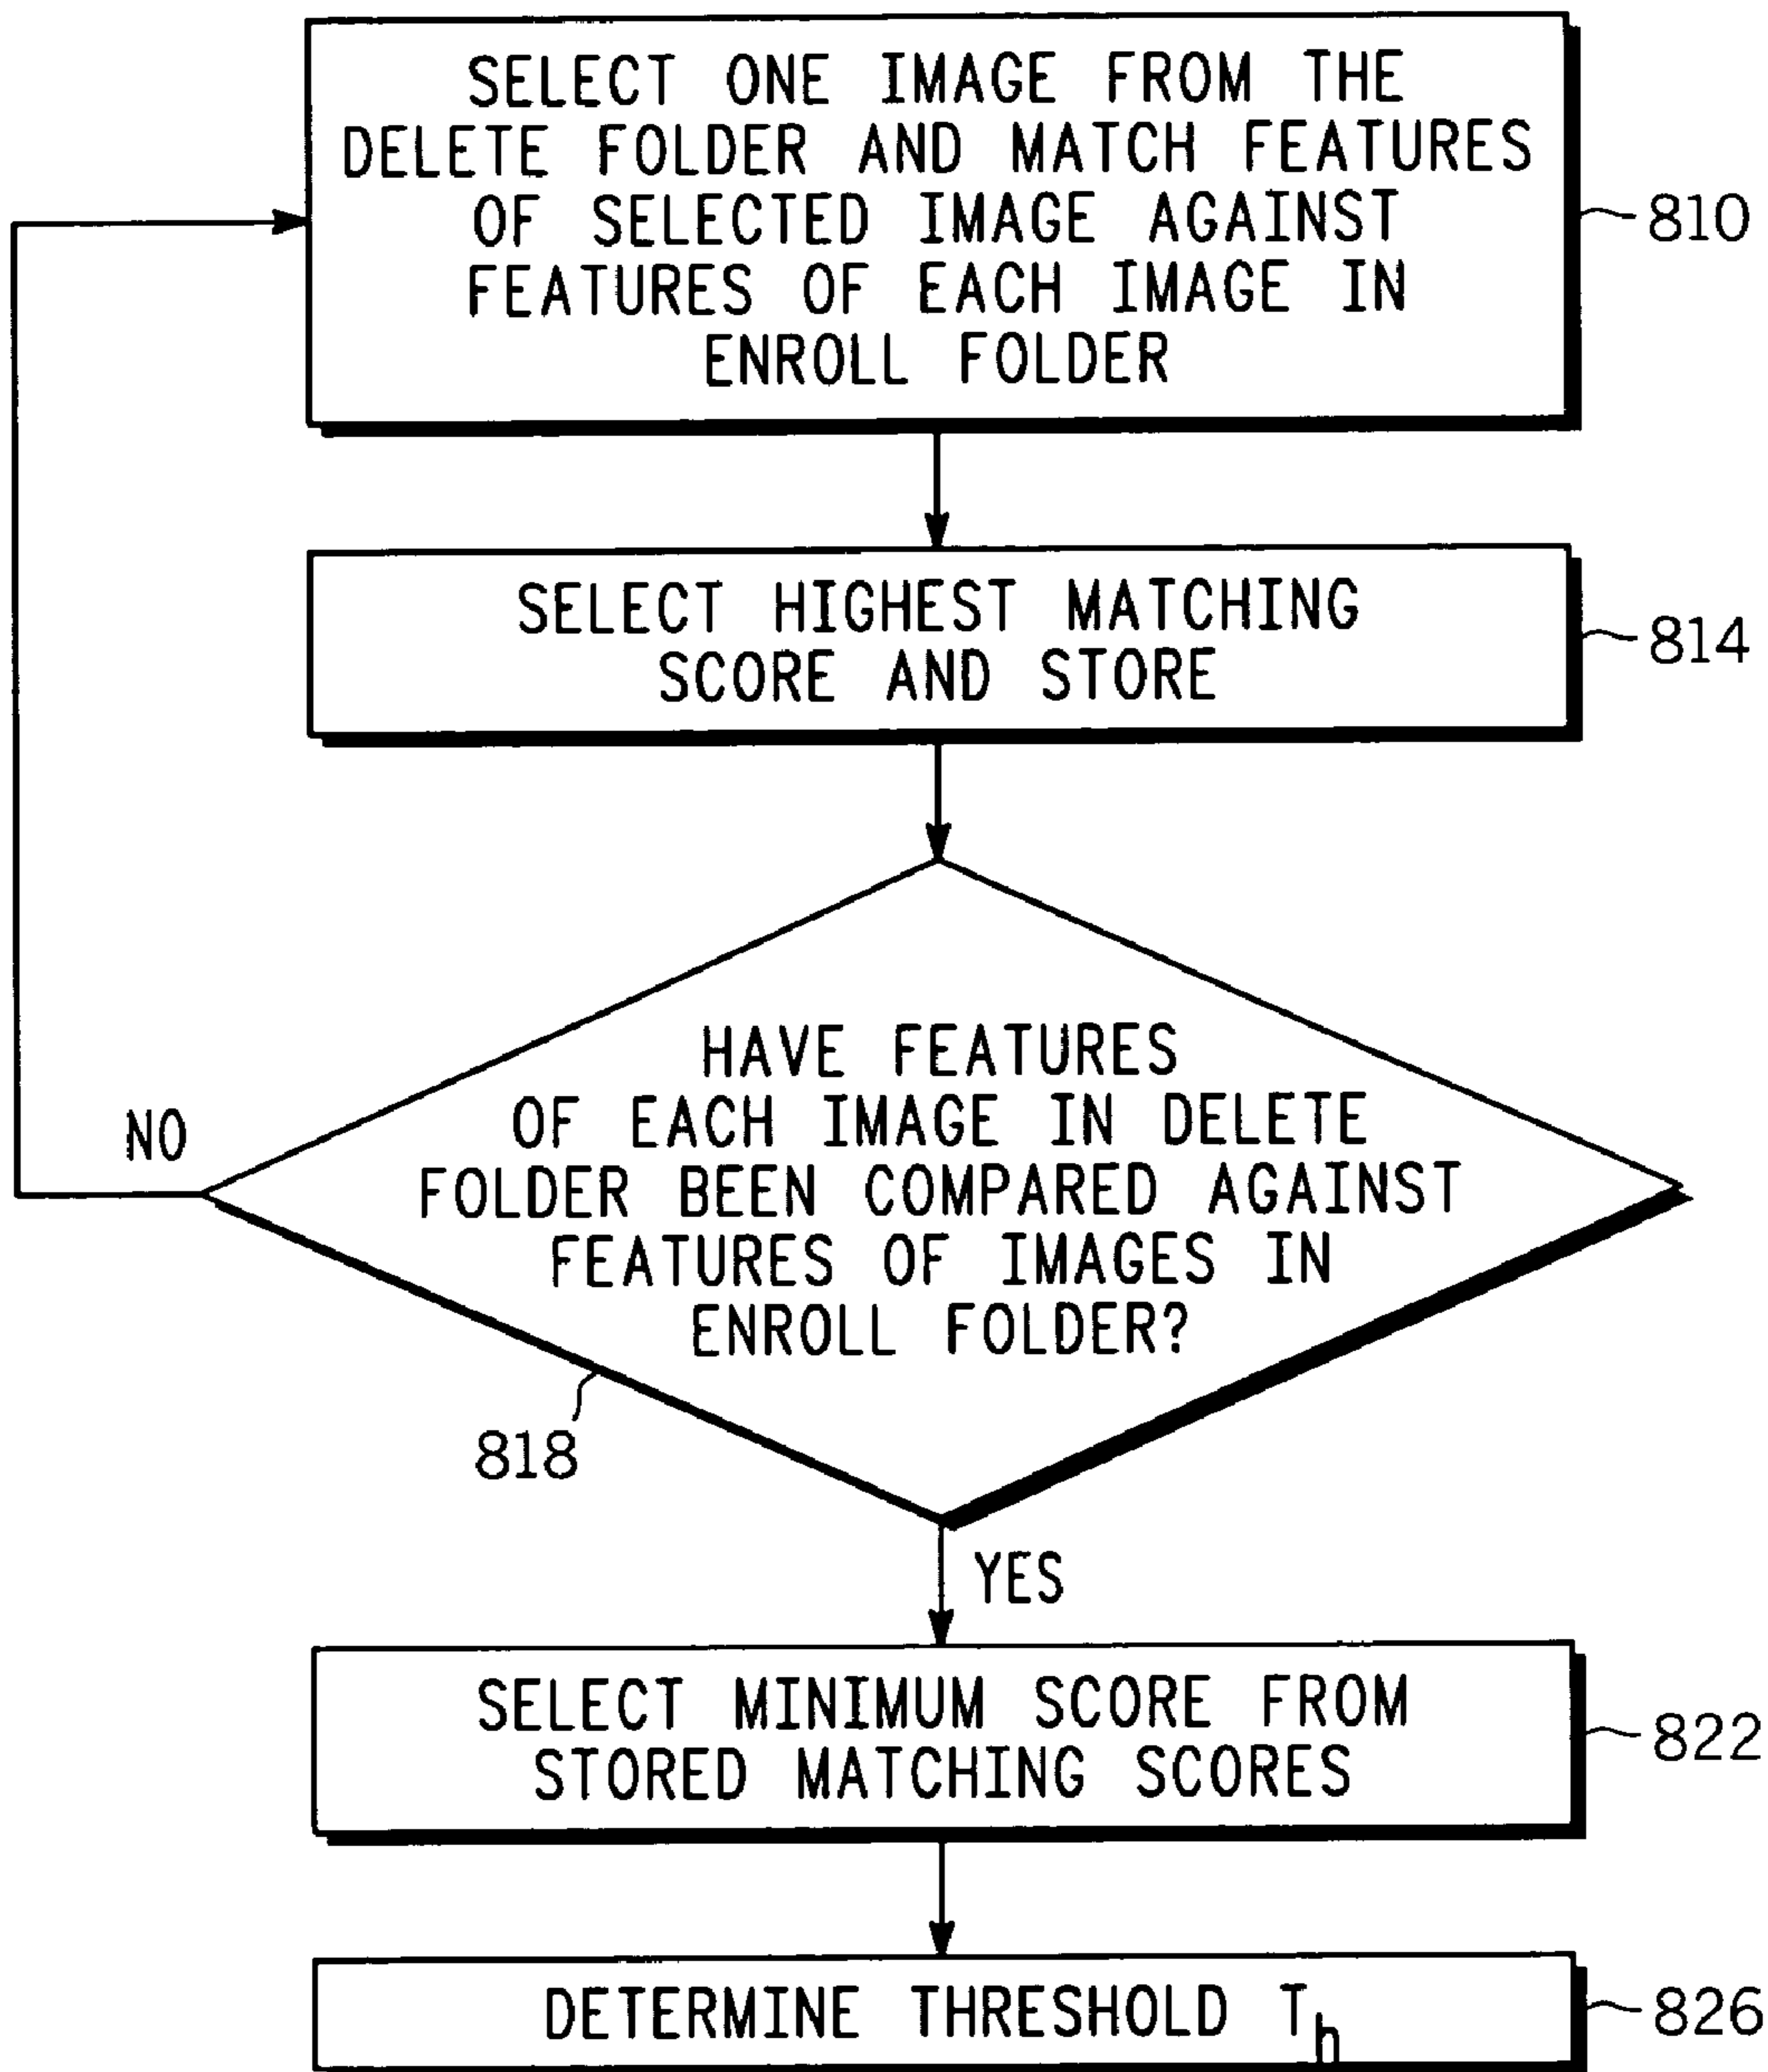 SELECT ONE IMAGE FROM THE
DELETE FOLDER AND MATCH FEATURES
OF SELECTED IMAGE AGAINST
FEATURES OF EACH IMAGE IN
ENROLL FOLDER
810
SELECT HIGHEST MATCHING
SCORE AND STORE
814
HAVE FEATURES
OF EACH IMAGE IN DELETE
FOLDER BEEN COMPARED AGAINST
FEATURES OF IMAGES IN
ENROLL FOLDER?
NO
818
YES
SELECT MINIMUM SCORE FROM
STORED MATCHING SCORES
822
DETERMINE THRESHOLD Th
826